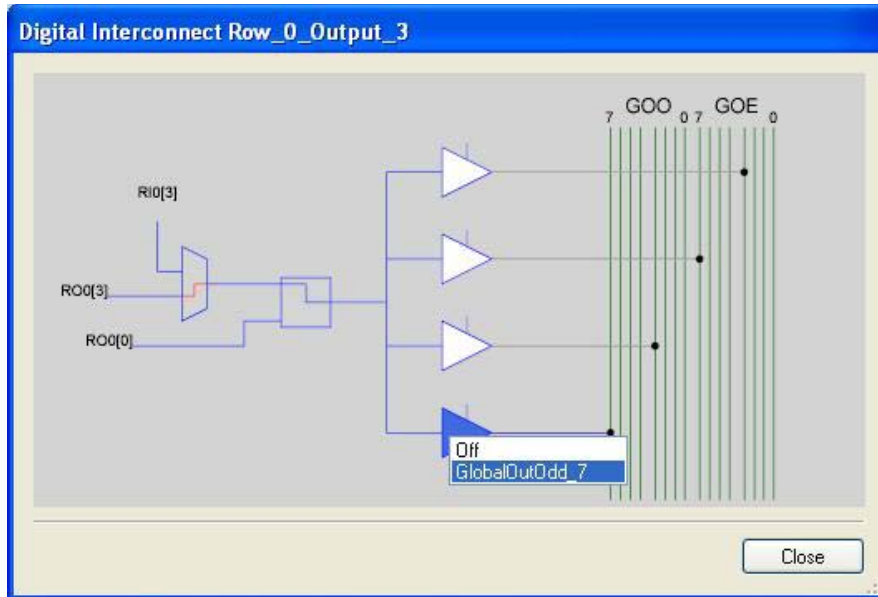 Digital Interconnect Row_0_Output_3
7 GOO 0 7 GOE 0
RI0[3]
RO0[3]
RO0[0]
Off
GlobalOutOdd_7
Close